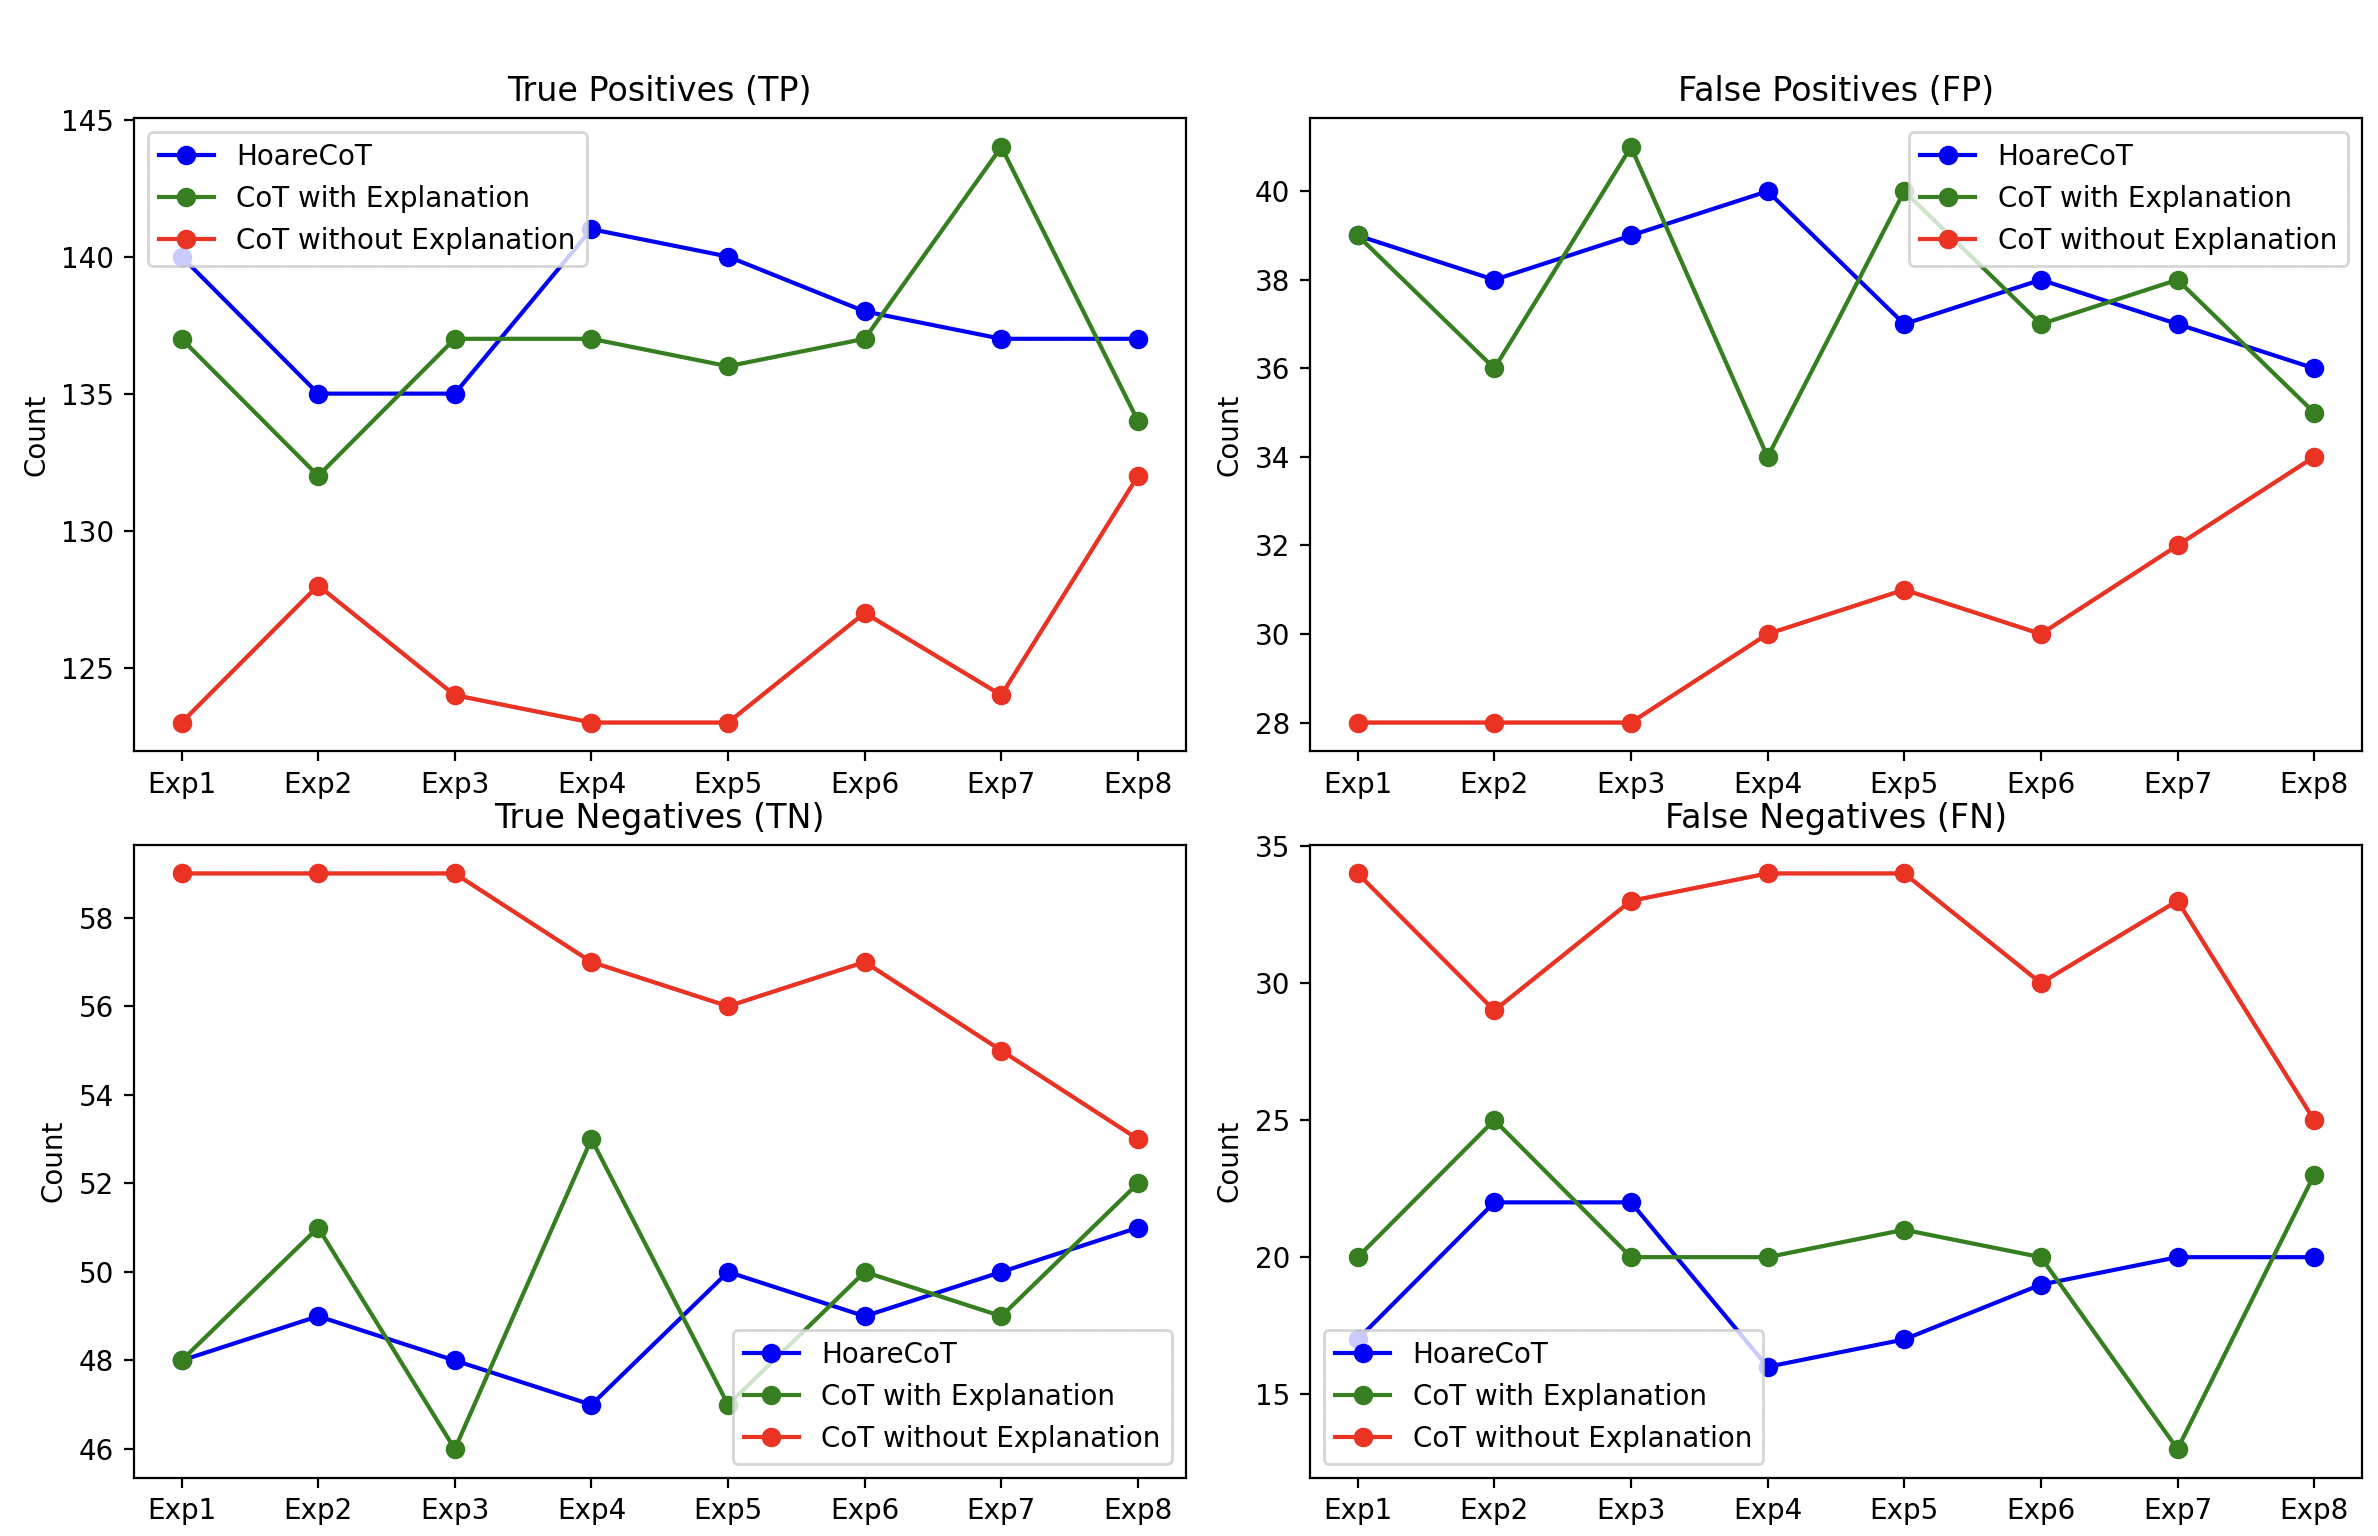 True Positives (TP)
145
140
135
130
125
Count
HoareCoT
CoT with Explanation
CoT without Explanation
Exp1 Exp2 Exp3 Exp4 Exp5 Exp6 Exp7 Exp8
False Positives (FP)
40
38
36
34
32
30
28
Count
HoareCoT
CoT with Explanation
CoT without Explanation
Exp1 Exp2 Exp3 Exp4 Exp5 Exp6 Exp7 Exp8
True Negatives (TN)
58
56
54
52
50
48
46
Count
HoareCoT
CoT with Explanation
CoT without Explanation
Exp1 Exp2 Exp3 Exp4 Exp5 Exp6 Exp7 Exp8
False Negatives (FN)
35
30
25
20
15
Count
HoareCoT
CoT with Explanation
CoT without Explanation
Exp1 Exp2 Exp3 Exp4 Exp5 Exp6 Exp7 Exp8